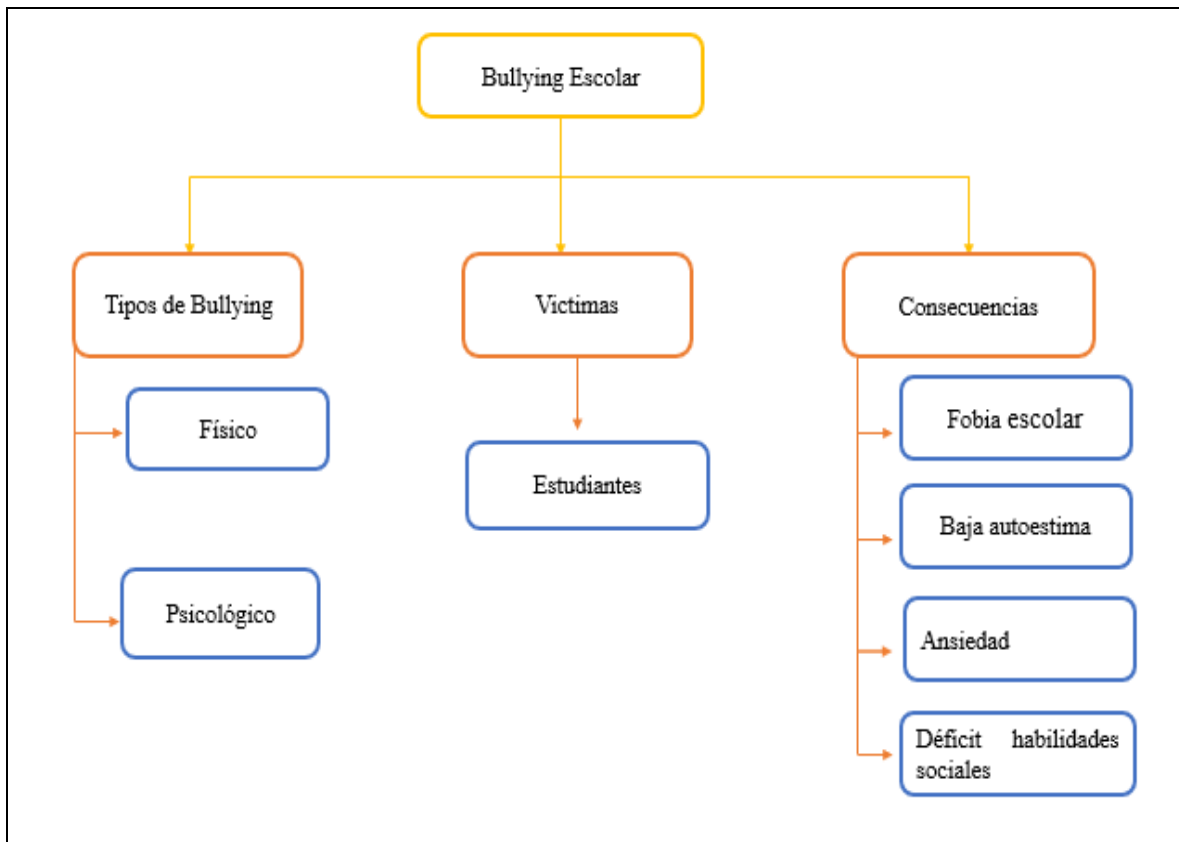 Bullying Escolar
Tipos de Bullying
Victimas
Consecuencias
Físico
Psicológico
Estudiantes
Fobia escolar
Baja autoestima
Ansiedad
Déficit habilidades
sociales